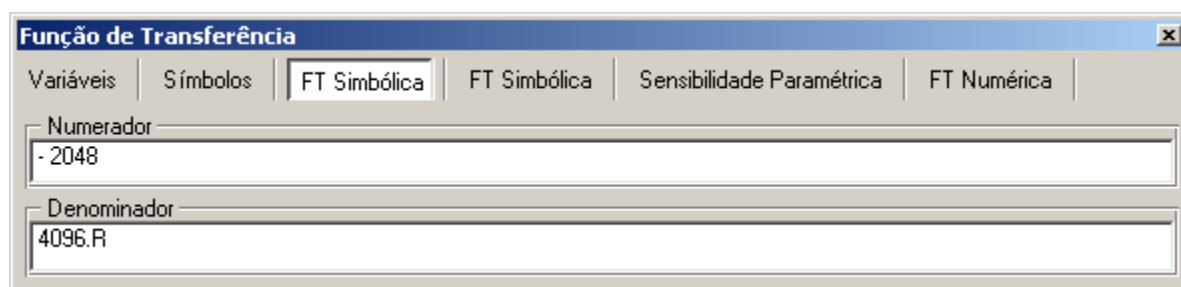 Função de Transferência
Variáveis Símbolos FT Simbólica FT Simbólica Sensibilidade Paramétrica FT Numérica
Numerador
- 2048
Denominador
4096.R